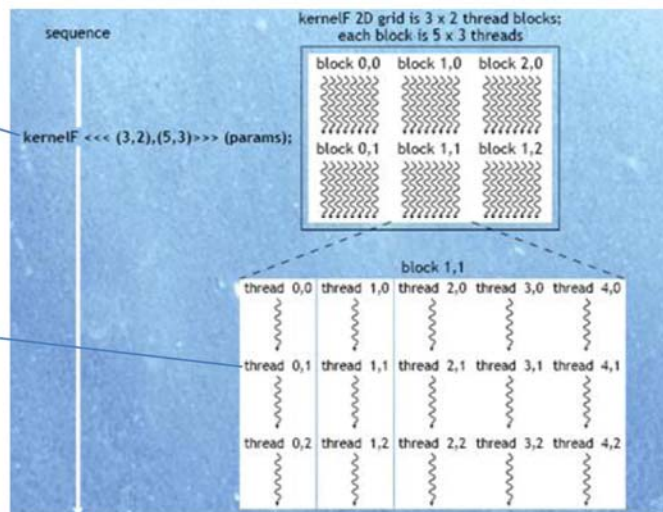 kernelF 2D grid is 3 x 2 thread blocks;
each block is 5 x 3 threads
sequence
block 0,0 block 1,0 block 2,0
kernelF <<< (3,2),(5,3)>>> (params);
block 0,1 block 1,1 block 1,2
block 1,1
thread 0,0 thread 1,0 thread 2,0 thread 3,0 thread 4,0
thread 0,1 thread 1,1 thread 2,1 thread 3,1 thread 4,1
thread 0,2 thread 1,2 thread 2,2 thread 3,2 thread 4,2